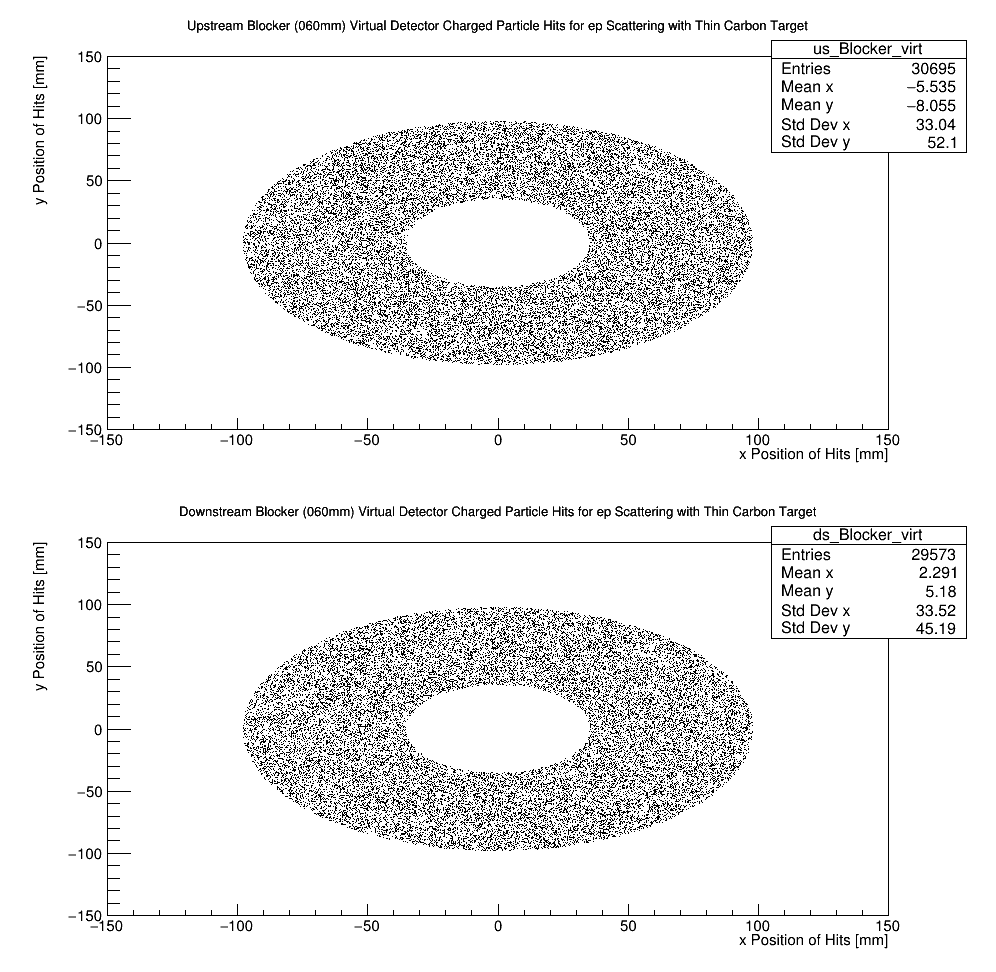 Upstream Blocker (060mm) Virtual Detector Charged Particle Hits for ep Scattering with Thin Carbon Target
us_Blocker_virt
Entries 30695
Mean x −5.535
Mean y −8.055
Std Dev x 33.04
Std Dev y 52.1
y Position of Hits [mm]
150
100
50
0
−50
−100
−150
−150 −100 −50 0 50 100 150
x Position of Hits [mm]
Downstream Blocker (060mm) Virtual Detector Charged Particle Hits for ep Scattering with Thin Carbon Target
ds_Blocker_virt
Entries 29573
Mean x 2.291
Mean y 5.18
Std Dev x 33.52
Std Dev y 45.19
y Position of Hits [mm]
150
100
50
0
−50
−100
−150
−150 −100 −50 0 50 100 150
x Position of Hits [mm]